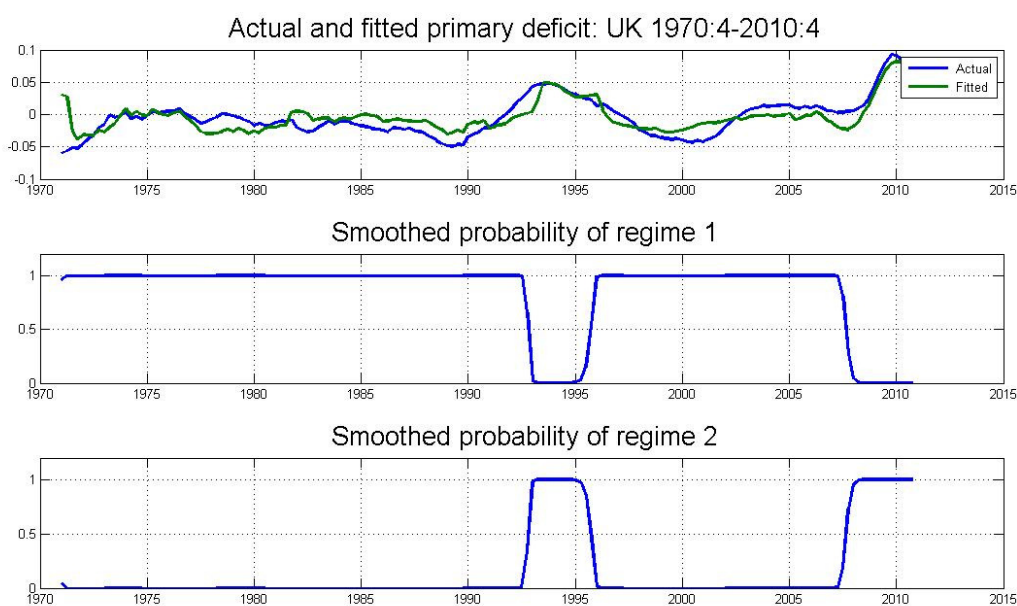 Actual and fitted primary deficit: UK 1970:4-2010:4
0.1
0.05
0
-0.05
-0.1
Actual
Fitted
1970 1975 1980 1985 1990 1995 2000 2005 2010 2015
Smoothed probability of regime 1
1
0.5
0
1970 1975 1980 1985 1990 1995 2000 2005 2010 2015
Smoothed probability of regime 2
1
0.5
0
1970 1975 1980 1985 1990 1995 2000 2005 2010 2015